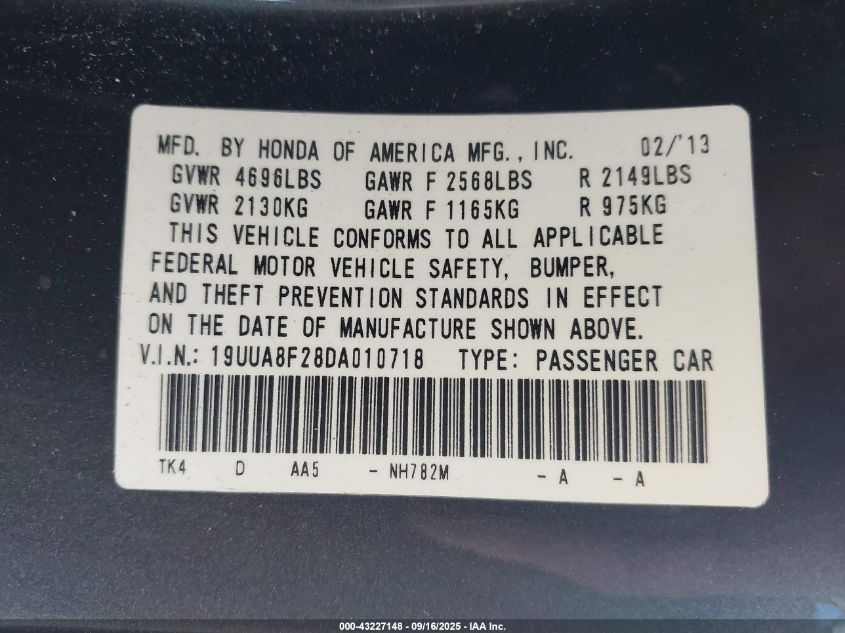 MFD. BY HONDA OF AMERICA MFG., INC. 02/'13
GVWR 4696LBS GAWR F 2568LBS R 2149LBS
GVWR 2130KG GAWR F 1165KG R 975KG
THIS VEHICLE CONFORMS TO ALL APPLICABLE
FEDERAL MOTOR VEHICLE SAFETY, BUMPER,
AND THEFT PREVENTION STANDARDS IN EFFECT
ON THE DATE OF MANUFACTURE SHOWN ABOVE.
V.I.N.: 19UUA8F28DA010718 TYPE: PASSENGER CAR
TK4 D AA5 - NH782M - A - A
000-43227148 - 09/16/2025 - IAA Inc.